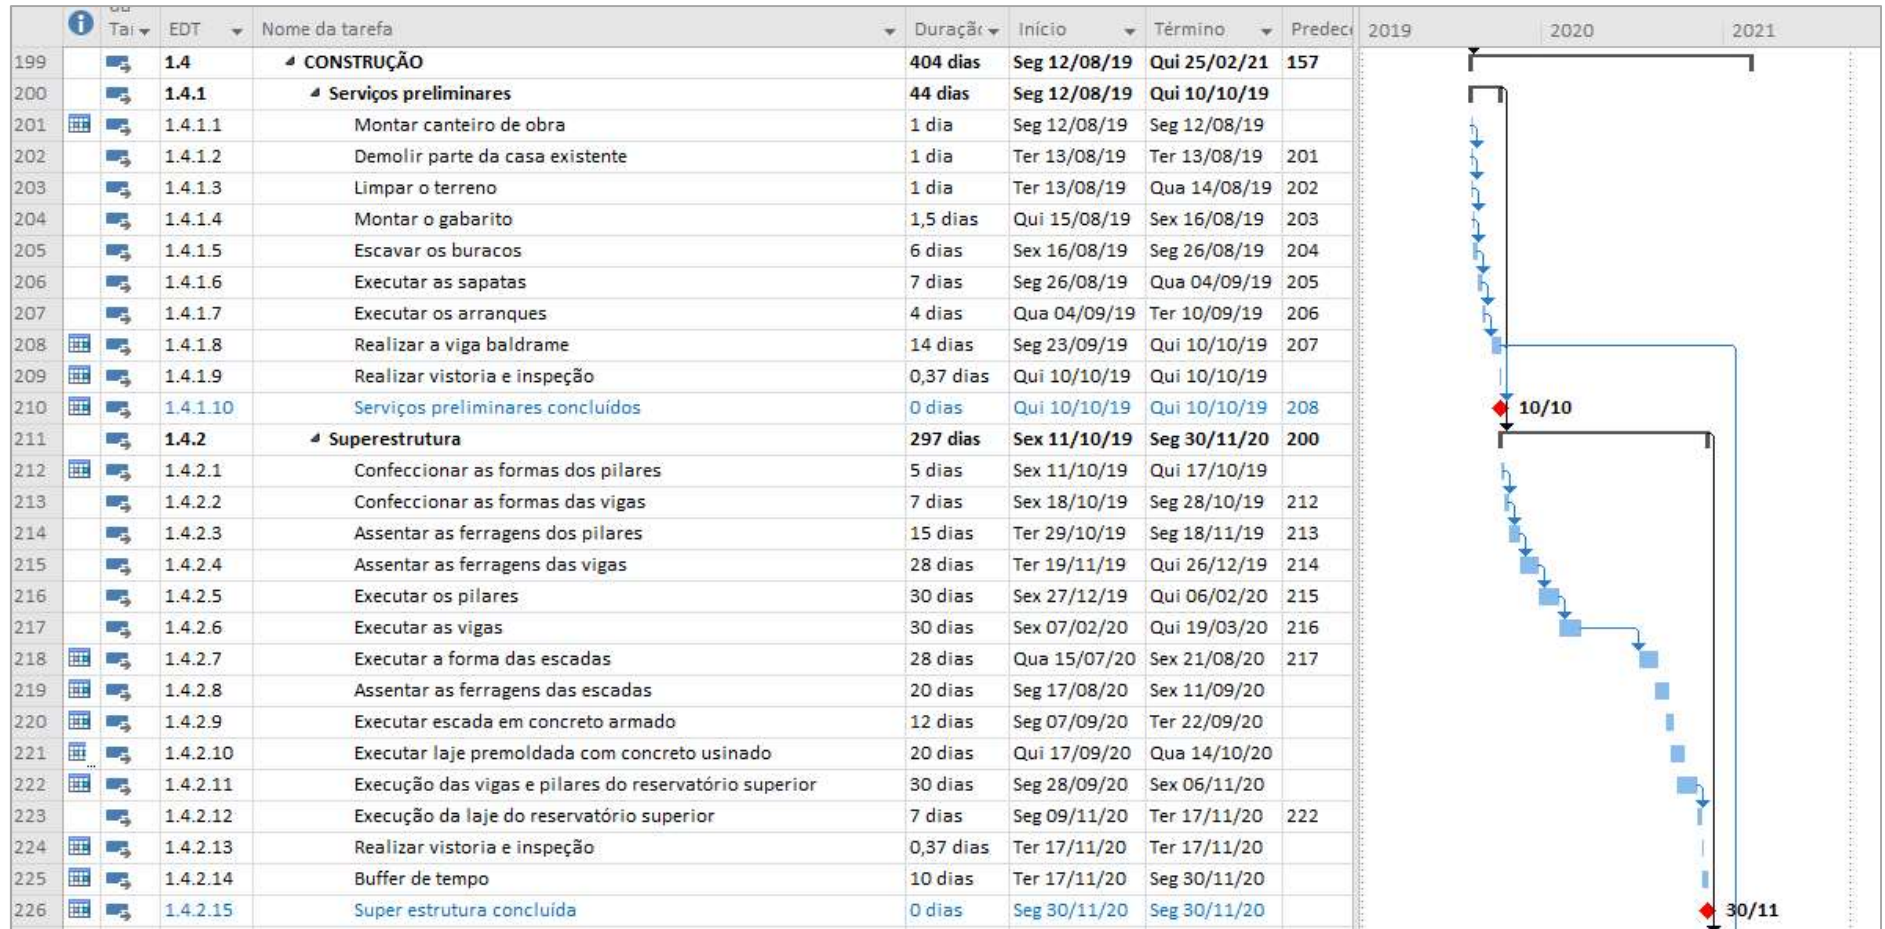 Tai EDT Nome da tarefa Duração Início Término Predec 2019 2020 2021
199 1.4 CONSTRUÇÃO 404 dias Seg 12/08/19 Qui 25/02/21 157
200 1.4.1 Serviços preliminares 44 dias Seg 12/08/19 Qui 10/10/19
201 1.4.1.1 Montar canteiro de obra 1 dia Seg 12/08/19 Seg 12/08/19
202 1.4.1.2 Demolir parte da casa existente 1 dia Ter 13/08/19 Ter 13/08/19 201
203 1.4.1.3 Limpar o terreno 1 dia Ter 13/08/19 Qua 14/08/19 202
204 1.4.1.4 Montar o gabarito 1,5 dias Qui 15/08/19 Sex 16/08/19 203
205 1.4.1.5 Escavar os buracos 6 dias Sex 16/08/19 Seg 26/08/19 204
206 1.4.1.6 Executar as sapatas 7 dias Seg 26/08/19 Qua 04/09/19 205
207 1.4.1.7 Executar os arranques 4 dias Qua 04/09/19 Ter 10/09/19 206
208 1.4.1.8 Realizar a viga baldrame 14 dias Seg 23/09/19 Qui 10/10/19 207
209 1.4.1.9 Realizar vistoria e inspeção 0,37 dias Qui 10/10/19 Qui 10/10/19
210 1.4.1.10 Serviços preliminares concluídos 0 dias Qui 10/10/19 Qui 10/10/19 208 10/10
211 1.4.2 Superestrutura 297 dias Sex 11/10/19 Seg 30/11/20 200
212 1.4.2.1 Confeccionar as formas dos pilares 5 dias Sex 11/10/19 Qui 17/10/19
213 1.4.2.2 Confeccionar as formas das vigas 7 dias Sex 18/10/19 Seg 28/10/19 212
214 1.4.2.3 Assentar as ferragens dos pilares 15 dias Ter 29/10/19 Seg 18/11/19 213
215 1.4.2.4 Assentar as ferragens das vigas 28 dias Ter 19/11/19 Qui 26/12/19 214
216 1.4.2.5 Executar os pilares 30 dias Sex 27/12/19 Qui 06/02/20 215
217 1.4.2.6 Executar as vigas 30 dias Sex 07/02/20 Qui 19/03/20 216
218 1.4.2.7 Executar a forma das escadas 28 dias Qua 15/07/20 Sex 21/08/20 217
219 1.4.2.8 Assentar as ferragens das escadas 20 dias Seg 17/08/20 Sex 11/09/20
220 1.4.2.9 Executar escada em concreto armado 12 dias Seg 07/09/20 Ter 22/09/20
221 1.4.2.10 Executar laje premoldada com concreto usinado 20 dias Qui 17/09/20 Qua 14/10/20
222 1.4.2.11 Execução das vigas e pilares do reservatório superior 30 dias Seg 28/09/20 Sex 06/11/20
223 1.4.2.12 Execução da laje do reservatório superior 7 dias Seg 09/11/20 Ter 17/11/20 222
224 1.4.2.13 Realizar vistoria e inspeção 0,37 dias Ter 17/11/20 Ter 17/11/20
225 1.4.2.14 Buffer de tempo 10 dias Ter 17/11/20 Seg 30/11/20
226 1.4.2.15 Super estrutura concluída 0 dias Seg 30/11/20 Seg 30/11/20 30/11